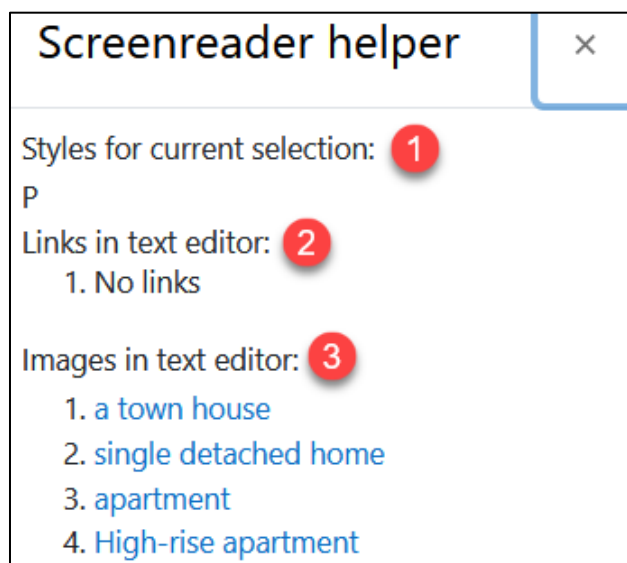 Screenreader helper ×
Styles for current selection: 1
P
Links in text editor: 2
1. No links
Images in text editor: 3
1. a town house
2. single detached home
3. apartment
4. High-rise apartment